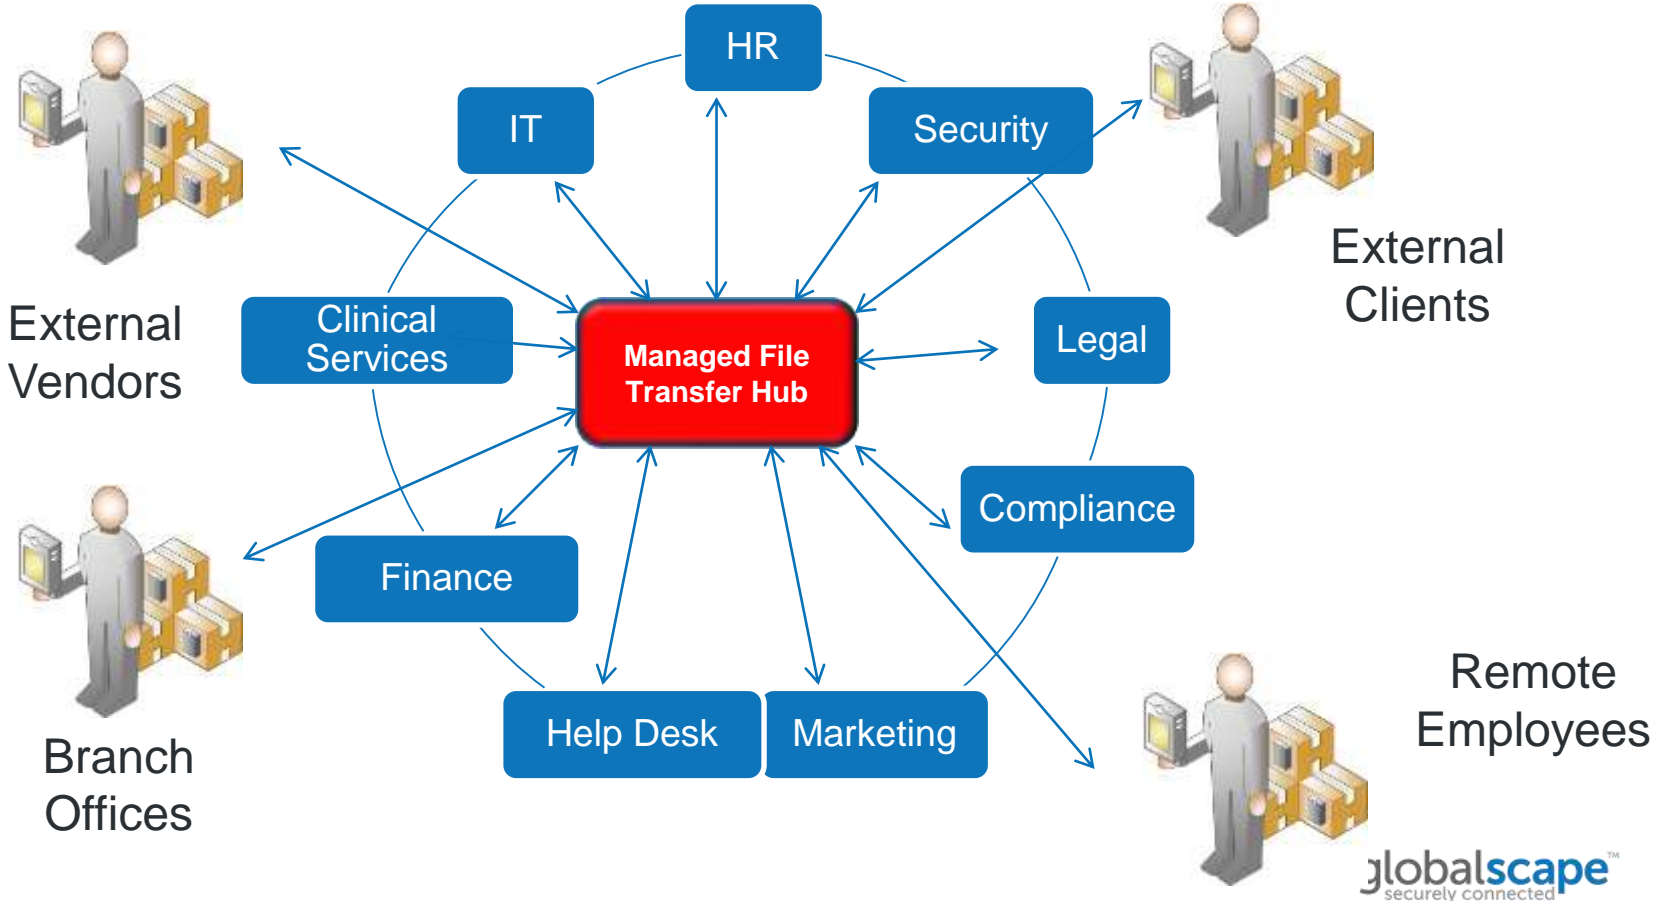 HR
IT
Security
External
Clients
External
Vendors
Clinical
Services
Managed File
Transfer Hub
Legal
Compliance
Finance
Help Desk
Marketing
Remote
Employees
Branch
Offices
globalscape™
securely connected